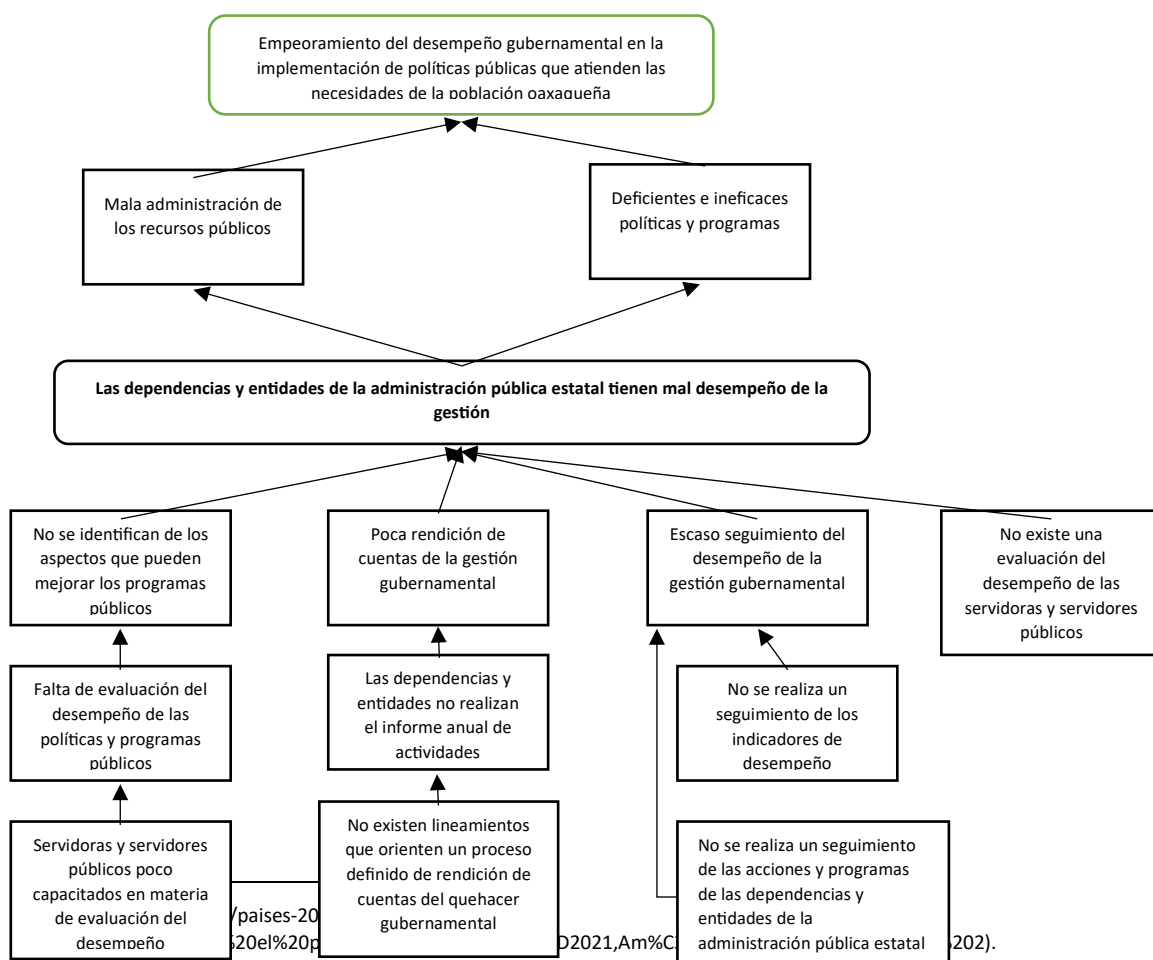 Empeoramiento del desempeño gubernamental en la
implementación de políticas públicas que atienden las
necesidades de la población oaxaqueña
Mala administración de
los recursos públicos
Deficientes e ineficaces
políticas y programas
Las dependencias y entidades de la administración pública estatal tienen mal desempeño de la
gestión
No se identifican de los
aspectos que pueden
mejorar los programas
públicos
Poca rendición de
cuentas de la gestión
gubernamental
Escaso seguimiento del
desempeño de la
gestión gubernamental
No existe una
evaluación del
desempeño de las
servidoras y servidores
públicos
Falta de evaluación del
desempeño de las
políticas y programas
públicos
Las dependencias y
entidades no realizan
el informe anual de
actividades
No se realiza un
seguimiento de los
indicadores de
desempeño
Servidoras y servidores
públicos poco
capacitados en materia
de evaluación del
desempeño
No existen lineamientos
que orienten un proceso
definido de rendición de
cuentas del quehacer
gubernamental
No se realiza un seguimiento
de las acciones y programas
de las dependencias y
entidades de la
administración pública estatal
/paises-20
%20el%20p D2021,Am%C %202).